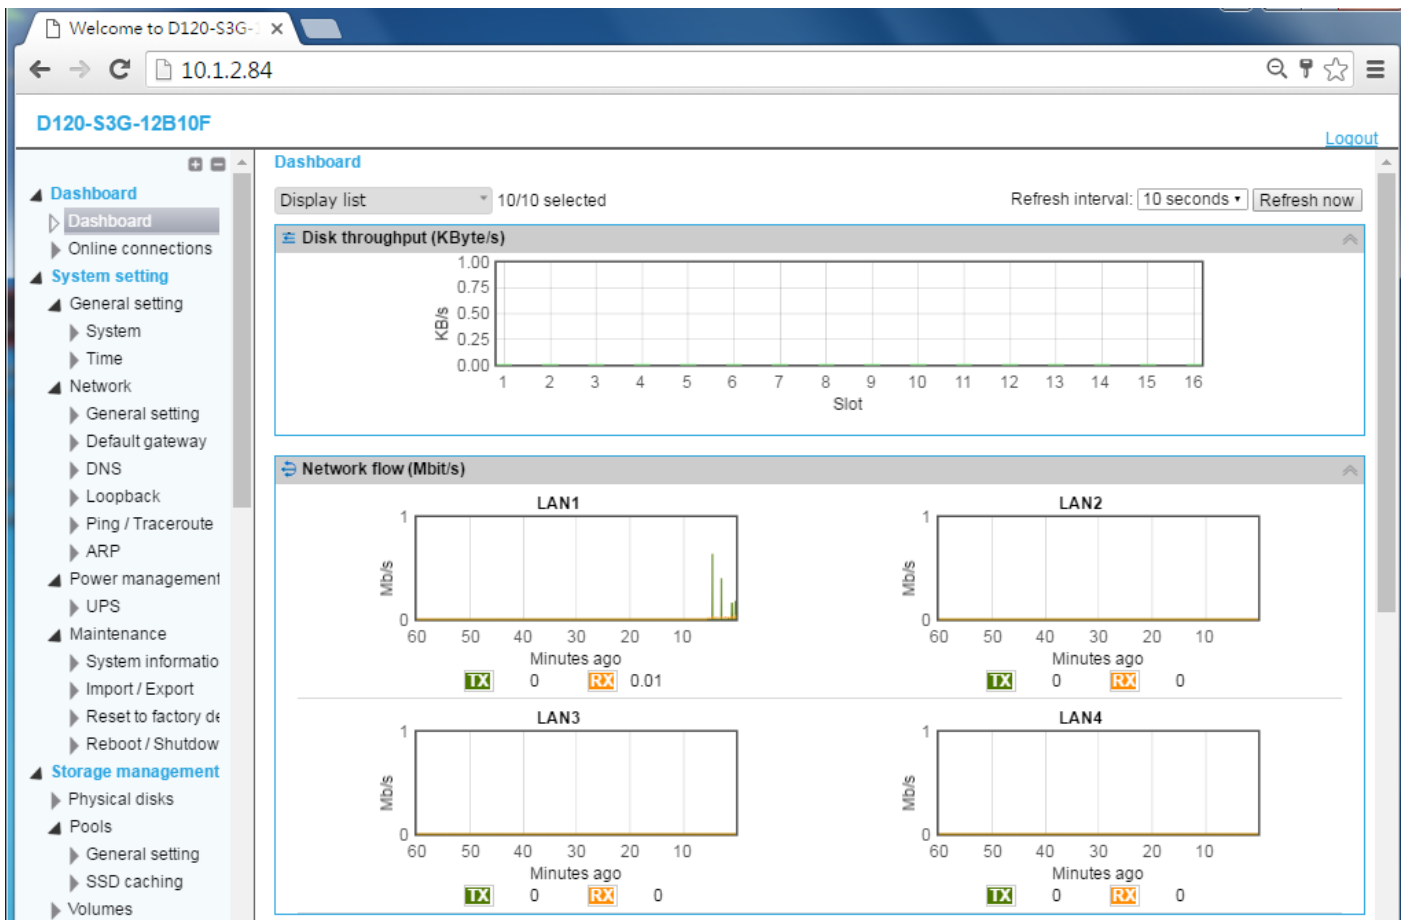 Welcome to D120-S3G-
10.1.2.84
D120-S3G-12B10F
Logout
Dashboard
Dashboard
Online connections
System setting
General setting
System
Time
Network
General setting
Default gateway
DNS
Loopback
Ping / Traceroute
ARP
Power management
UPS
Maintenance
System informatio
Import / Export
Reset to factory de
Reboot / Shutdow
Storage management
Physical disks
Pools
General setting
SSD caching
Volumes
Dashboard
Display list 10/10 selected Refresh interval: 10 seconds Refresh now
Disk throughput (KByte/s)
KB/s
1.00
0.75
0.50
0.25
0.00
1 2 3 4 5 6 7 8 9 10 11 12 13 14 15 16
Slot
Network flow (Mbit/s)
LAN1
Mb/s
1
0
60 50 40 30 20 10
Minutes ago
TX 0 RX 0.01
LAN2
Mb/s
1
0
60 50 40 30 20 10
Minutes ago
TX 0 RX 0
LAN3
Mb/s
1
0
60 50 40 30 20 10
Minutes ago
TX 0 RX 0
LAN4
Mb/s
1
0
60 50 40 30 20 10
Minutes ago
TX 0 RX 0